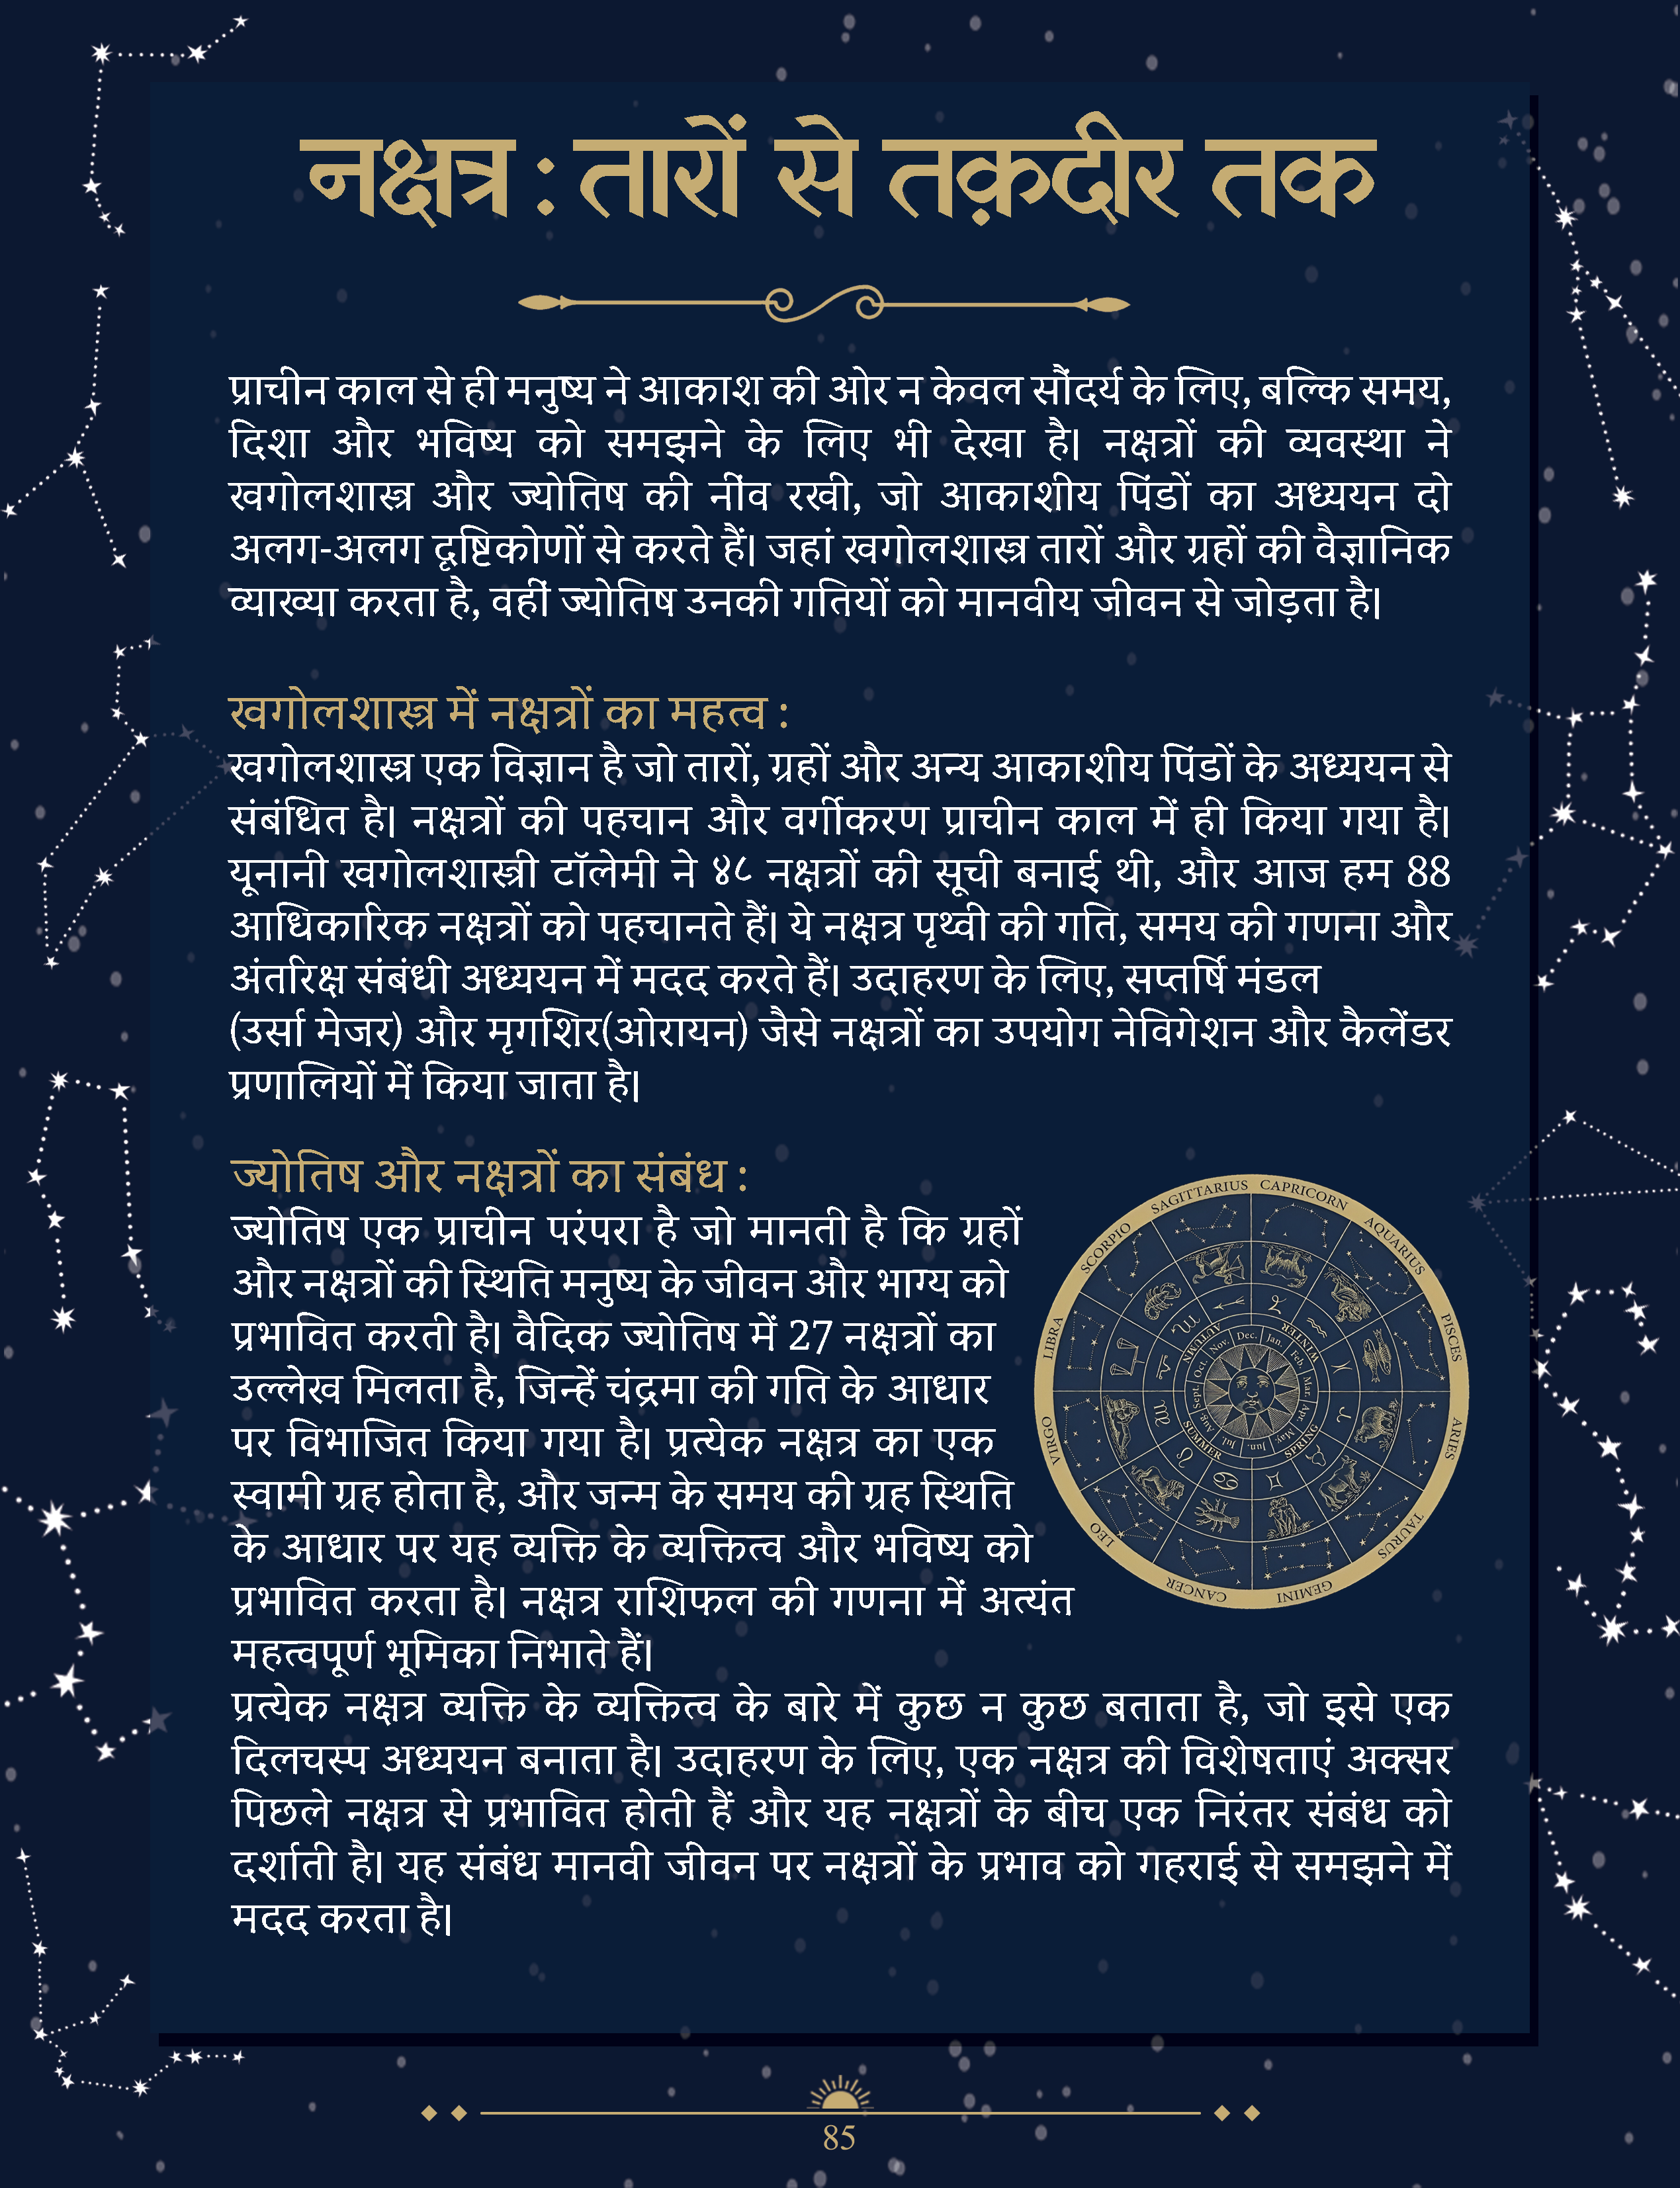 नक्षत्र : तारों से तक़दीर तक
प्राचीन काल से ही मनुष्य ने आकाश की ओर न केवल सौंदर्य के लिए, बल्कि समय,
दिशा और भविष्य को समझने के लिए भी देखा है। नक्षत्रों की व्यवस्था ने
खगोलशास्त्र और ज्योतिष की नींव रखी, जो आकाशीय पिंडों का अध्ययन दो
अलग-अलग दृष्टिकोणों से करते हैं। जहां खगोलशास्त्र तारों और ग्रहों की वैज्ञानिक
व्याख्या करता है, वहीं ज्योतिष उनकी गतियों को मानवीय जीवन से जोड़ता है।
खगोलशास्त्र में नक्षत्रों का महत्व :
खगोलशास्त्र एक विज्ञान है जो तारों, ग्रहों और अन्य आकाशीय पिंडों के अध्ययन से
संबंधित है। नक्षत्रों की पहचान और वर्गीकरण प्राचीन काल में ही किया गया है।
यूनानी खगोलशास्त्री टॉलेमी ने ४८ नक्षत्रों की सूची बनाई थी, और आज हम 88
आधिकारिक नक्षत्रों को पहचानते हैं। ये नक्षत्र पृथ्वी की गति, समय की गणना और
अंतरिक्ष संबंधी अध्ययन में मदद करते हैं। उदाहरण के लिए, सप्तर्षि मंडल
(उर्सा मेजर) और मृगशिर(ओरायन) जैसे नक्षत्रों का उपयोग नेविगेशन और कैलेंडर
प्रणालियों में किया जाता है।
ज्योतिष और नक्षत्रों का संबंध :
ज्योतिष एक प्राचीन परंपरा है जो मानती है कि ग्रहों
और नक्षत्रों की स्थिति मनुष्य के जीवन और भाग्य को
प्रभावित करती है। वैदिक ज्योतिष में 27 नक्षत्रों का
उल्लेख मिलता है, जिन्हें चंद्रमा की गति के आधार
पर विभाजित किया गया है। प्रत्येक नक्षत्र का एक
स्वामी ग्रह होता है, और जन्म के समय की ग्रह स्थिति
के आधार पर यह व्यक्ति के व्यक्तित्व और भविष्य को
प्रभावित करता है। नक्षत्र राशिफल की गणना में अत्यंत
महत्वपूर्ण भूमिका निभाते हैं।
प्रत्येक नक्षत्र व्यक्ति के व्यक्तित्व के बारे में कुछ न कुछ बताता है, जो इसे एक
दिलचस्प अध्ययन बनाता है। उदाहरण के लिए, एक नक्षत्र की विशेषताएं अक्सर
पिछले नक्षत्र से प्रभावित होती हैं और यह नक्षत्रों के बीच एक निरंतर संबंध को
दर्शाती है। यह संबंध मानवी जीवन पर नक्षत्रों के प्रभाव को गहराई से समझने में
मदद करता है।
SAGITTARIUS
CAPRICORN
AQUARIUS
PISCES
ARIES
TAURUS
GEMINI
CANCER
LEO
VIRGO
LIBRA
SCORPIO
WINTER
SPRING
SUMMER
AUTUMN
Jan.
Feb.
Mar.
Apr.
May.
Jun.
Jul.
Aug.
Sept.
Oct.
Nov.
Dec.
85